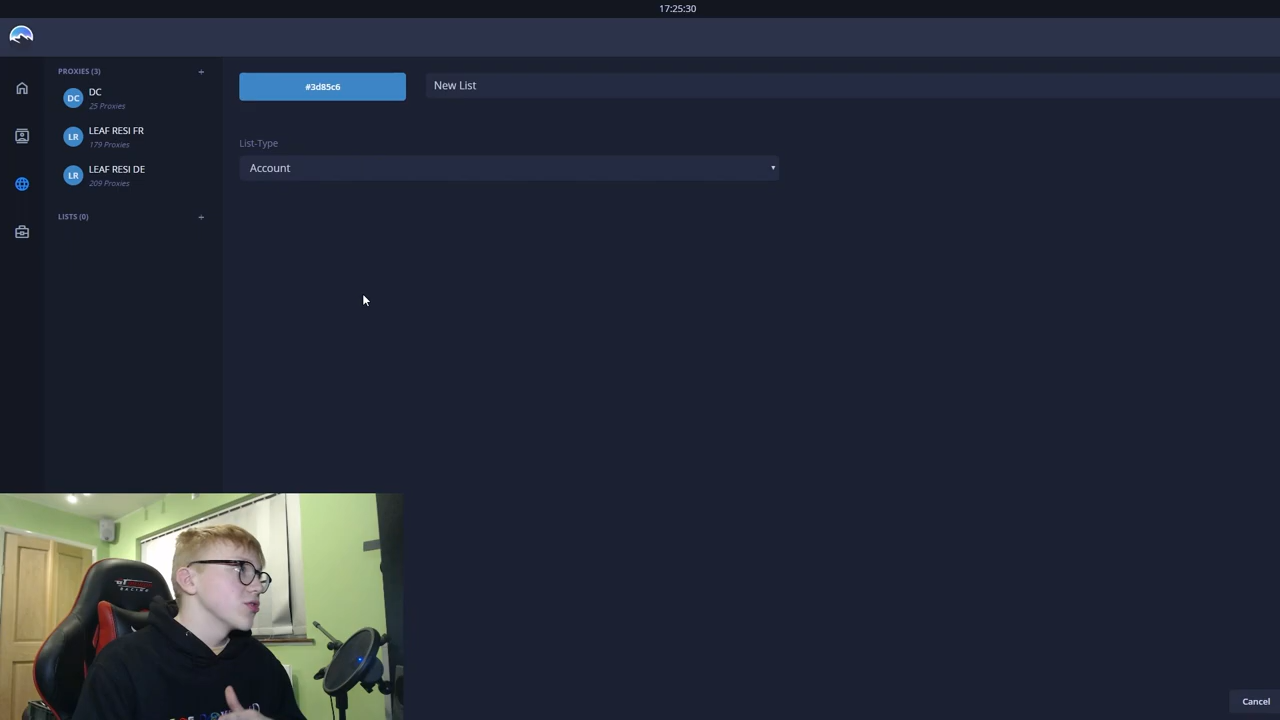 17:25:30
PROXIES (3)
+
DC
DC
25 Proxies
LR
LEAF RESI FR
179 Proxies
LR
LEAF RESI DE
209 Proxies
LISTS (0)
+
#3d85c6
New List
List-Type
Account
Cancel